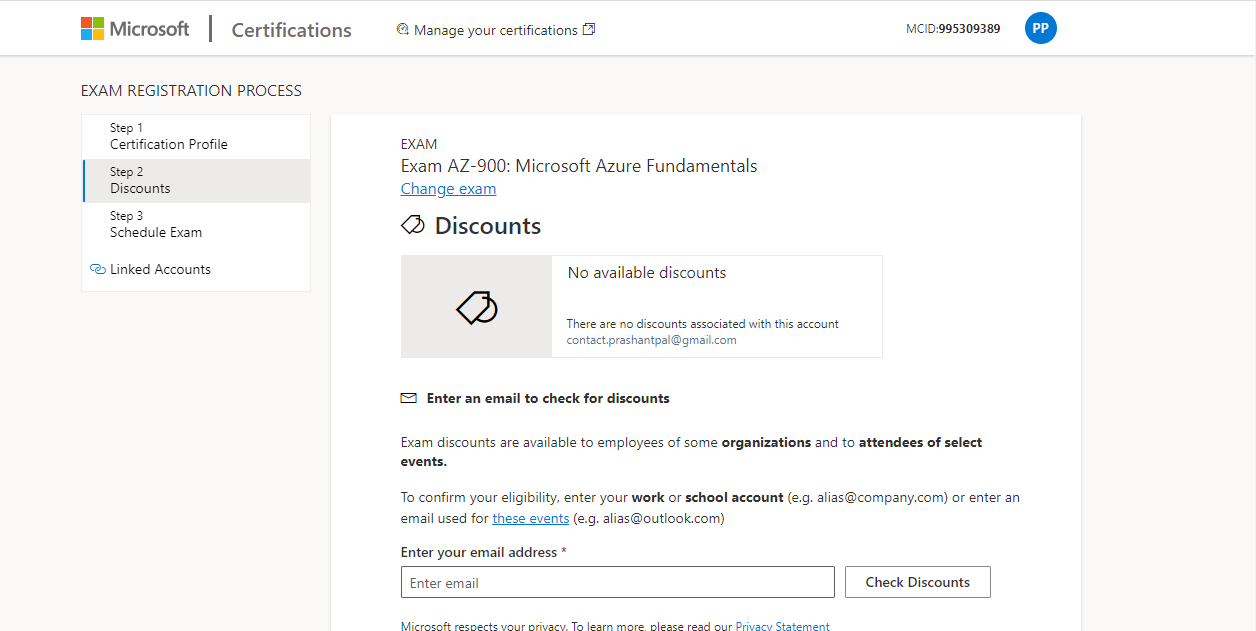 Microsoft | Certifications Manage your certifications MCID:995309389 PP
EXAM REGISTRATION PROCESS
Step 1
Certification Profile
Step 2
Discounts
Step 3
Schedule Exam
Linked Accounts
EXAM
Exam AZ-900: Microsoft Azure Fundamentals
Change exam
Discounts
No available discounts
There are no discounts associated with this account
contact.prashantpal@gmail.com
Enter an email to check for discounts
Exam discounts are available to employees of some organizations and to attendees of select
events.
To confirm your eligibility, enter your work or school account (e.g. alias@company.com) or enter an
email used for these events (e.g. alias@outlook.com)
Enter your email address *
Enter email Check Discounts
Microsoft respects your privacy. To learn more, please read our Privacy Statement